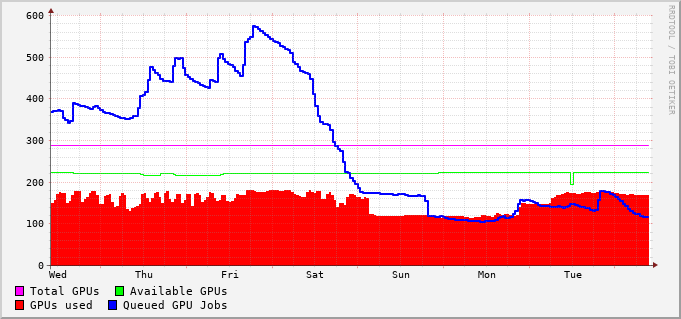 600
500
400
300
200
100
0
Wed Thu Fri Sat Sun Mon Tue
Total GPUs Available GPUs
GPUs used Queued GPU Jobs
RRDTOOL / TOBI OETIKER